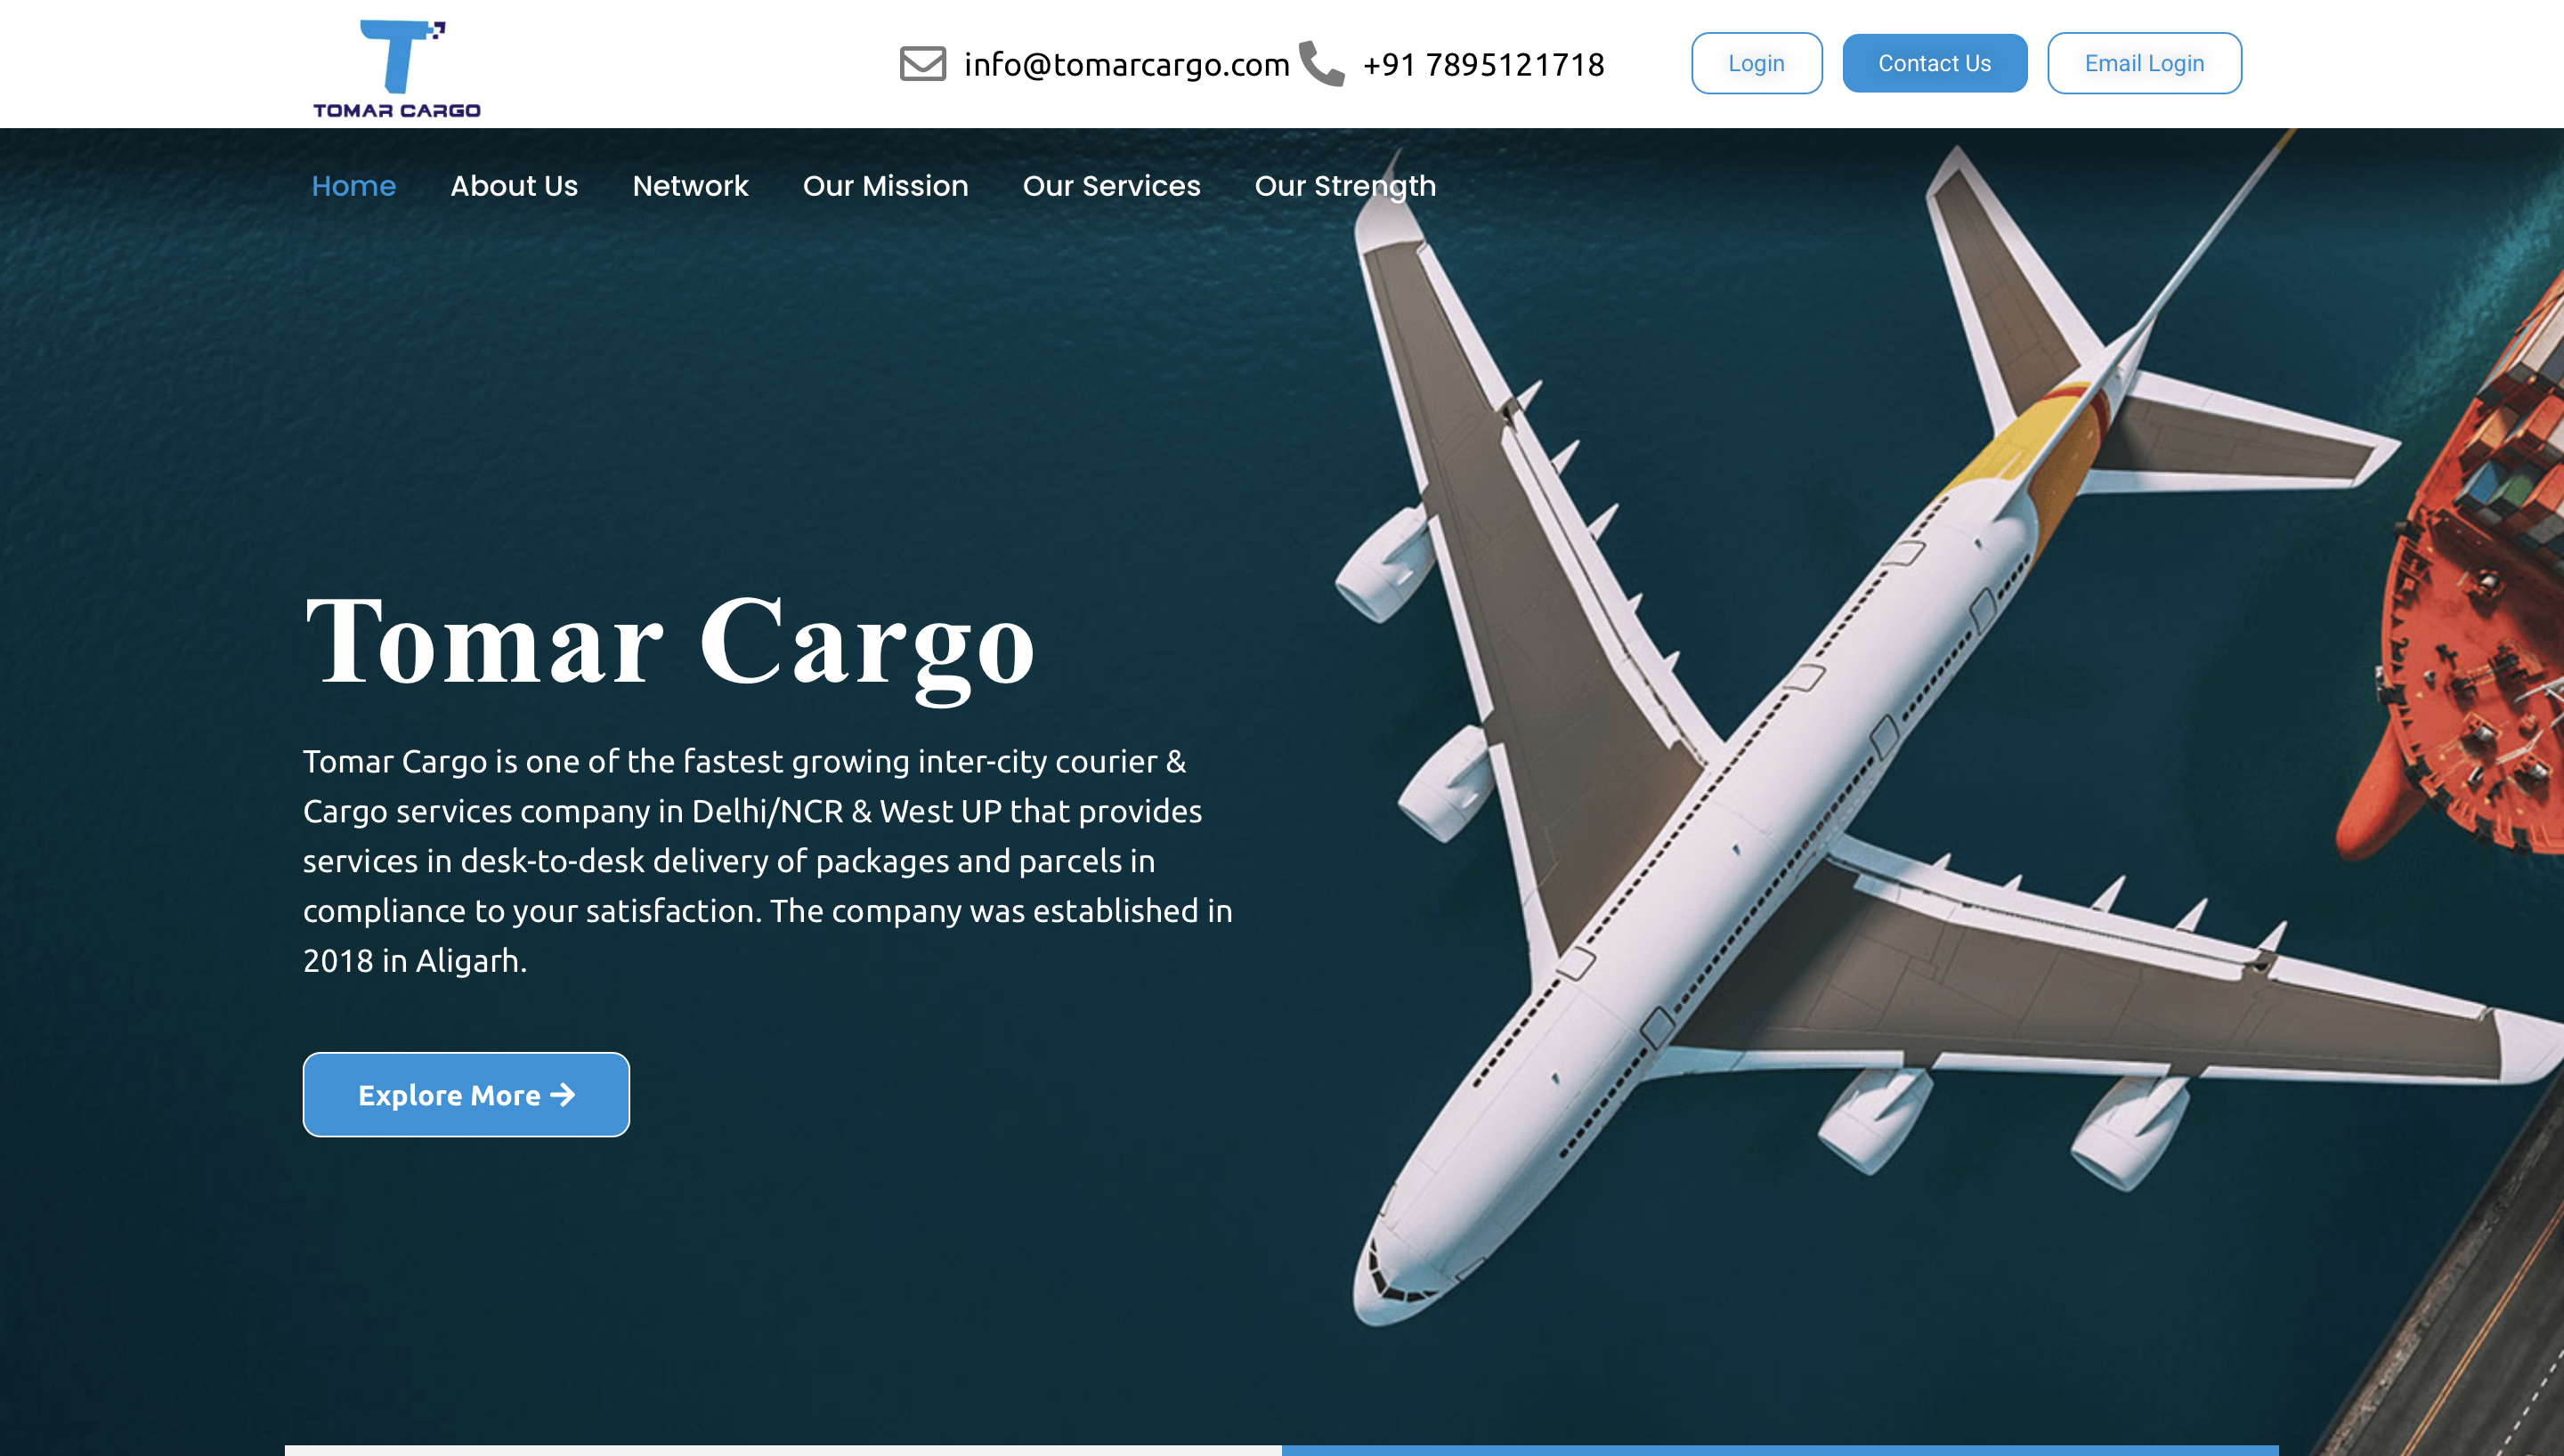 TOMAR CARGO
info@tomarcargo.com +91 7895121718 Login Contact Us Email Login
Home About Us Network Our Mission Our Services Our Strength
Tomar Cargo
Tomar Cargo is one of the fastest growing inter-city courier &
Cargo services company in Delhi/NCR & West UP that provides
services in desk-to-desk delivery of packages and parcels in
compliance to your satisfaction. The company was established in
2018 in Aligarh.
Explore More